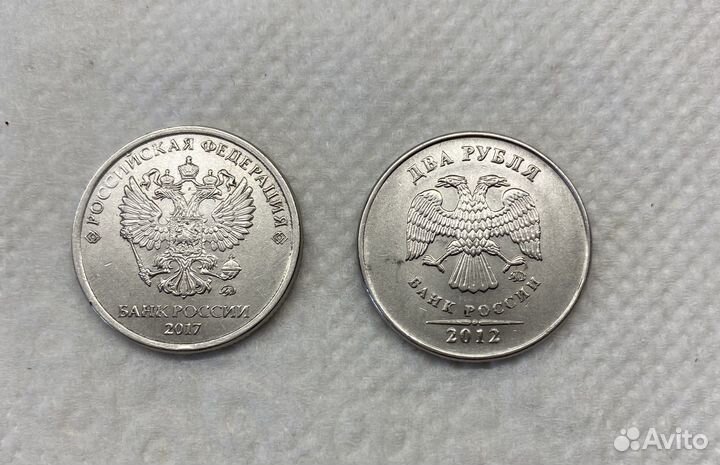 РОССИЙСКАЯ ФЕДЕРАЦИЯ
БАНК РОССИИ
2017
ДВА РУБЛЯ
БАНК РОССИИ
2012
Avito